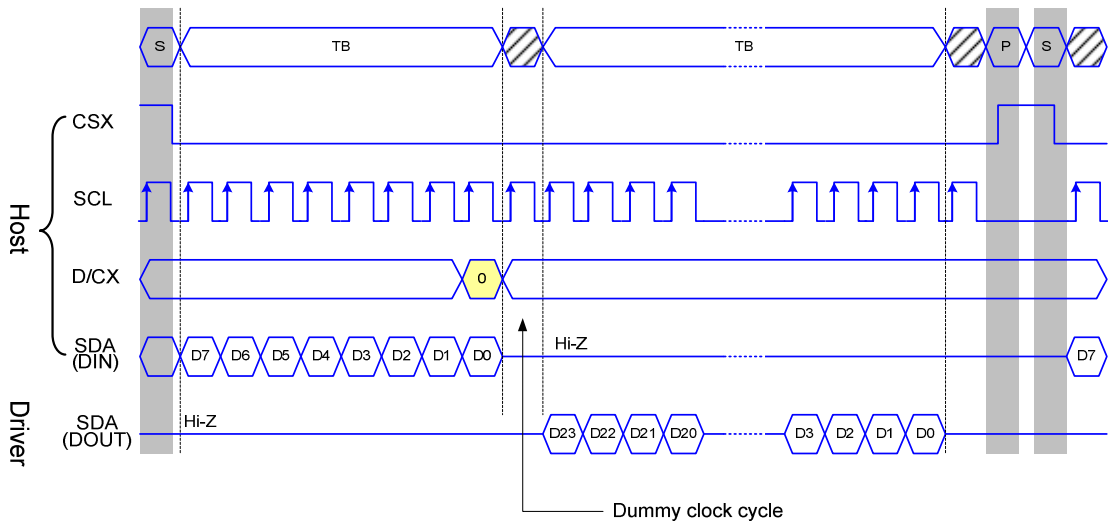 S TB TB P S
CSX
SCL
D/CX 0
SDA (DIN) D7 D6 D5 D4 D3 D2 D1 D0 Hi-Z D7
SDA (DOUT) Hi-Z D23 D22 D21 D20 D3 D2 D1 D0
Host
Driver
Dummy clock cycle